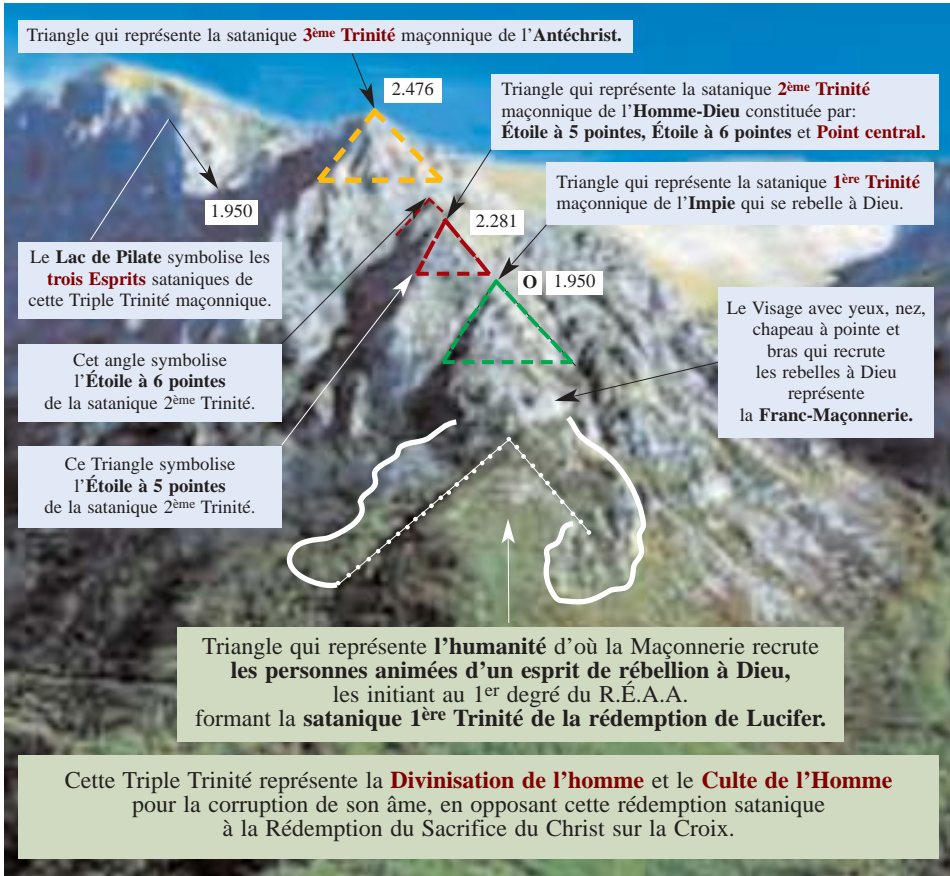 Triangle qui représente la satanique 3ème Trinité maçonnique de l'Antéchrist.
2.476
Triangle qui représente la satanique 2ème Trinité
maçonnique de l'Homme-Dieu constituée par:
Étoile à 5 pointes, Étoile à 6 pointes et Point central.
1.950
Triangle qui représente la satanique 1ère Trinité
maçonnique de l'Impie qui se rebelle à Dieu.
2.281
Le Lac de Pilate symbolise les
trois Esprits sataniques de
cette Triple Trinité maçonnique.
O 1.950
Le Visage avec yeux, nez,
chapeau à pointe et
bras qui recrute
les rebelles à Dieu
représente
la Franc-Maçonnerie.
Cet angle symbolise
l'Étoile à 6 pointes
de la satanique 2ème Trinité.
Ce Triangle symbolise
l'Étoile à 5 pointes
de la satanique 2ème Trinité.
Triangle qui représente l'humanité d'où la Maçonnerie recrute
les personnes animées d'un esprit de rébellion à Dieu,
les initiant au 1er degré du R.É.A.A.
formant la satanique 1ère Trinité de la rédemption de Lucifer.
Cette Triple Trinité représente la Divinisation de l'homme et le Culte de l'Homme
pour la corruption de son âme, en opposant cette rédemption satanique
à la Rédemption du Sacrifice du Christ sur la Croix.